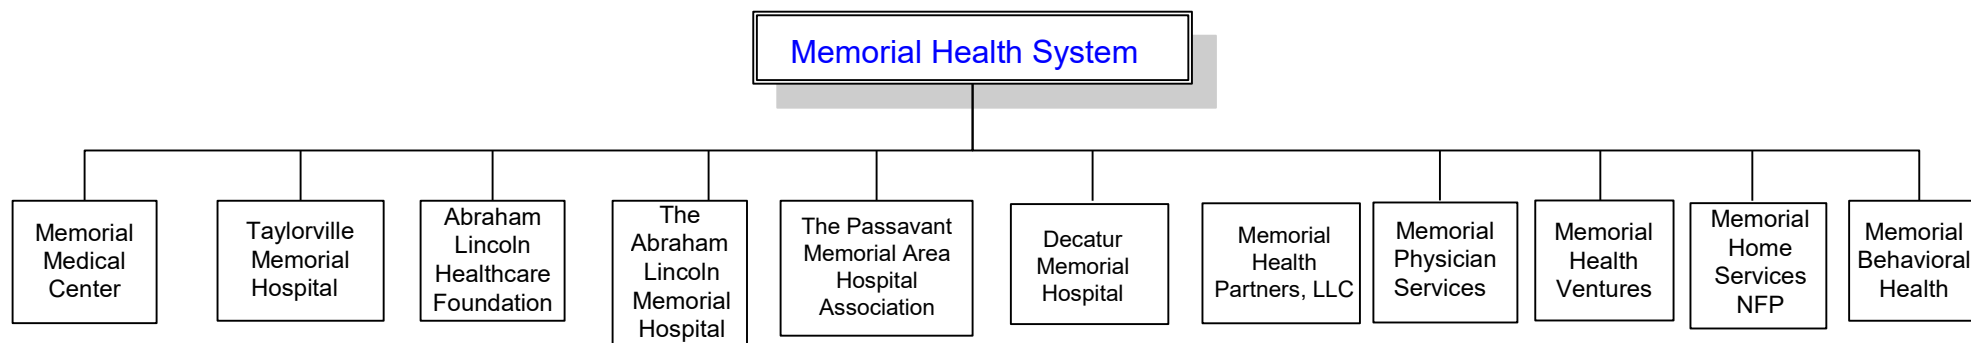 Memorial Health System
Memorial
Medical
Center
Taylorville
Memorial
Hospital
Abraham
Lincoln
Healthcare
Foundation
The
Abraham
Lincoln
Memorial
Hospital
The Passavant
Memorial Area
Hospital
Association
Decatur
Memorial
Hospital
Memorial
Health
Partners, LLC
Memorial
Physician
Services
Memorial
Health
Ventures
Memorial
Home
Services
NFP
Memorial
Behavioral
Health